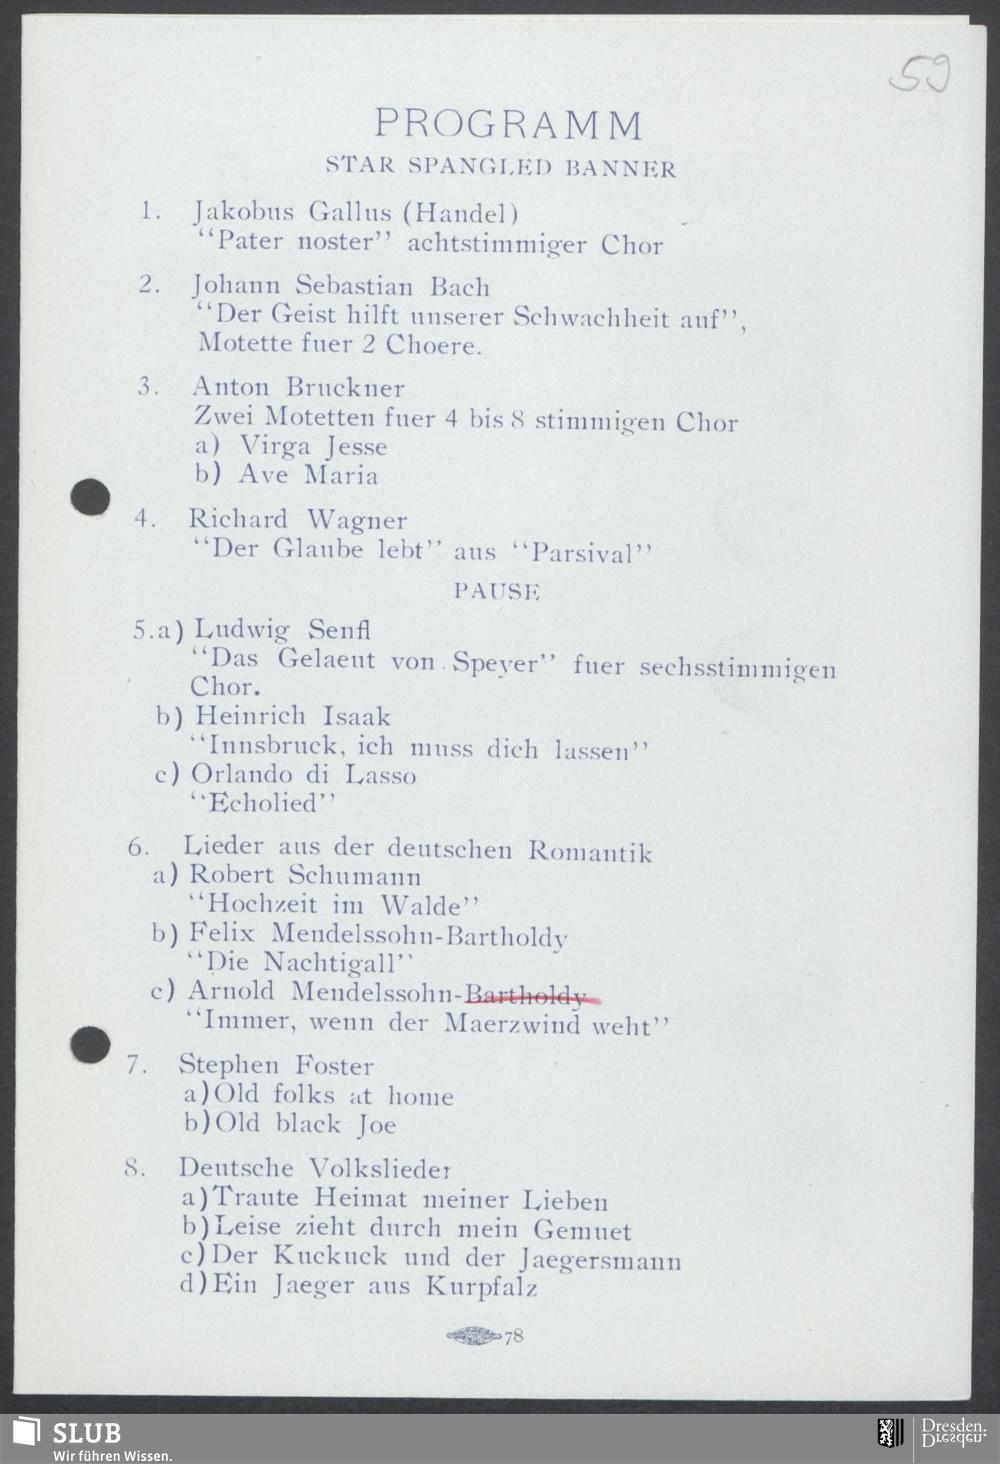 59
PROGRAMM
STAR SPANGLED BANNER
1. Jakobus Gallus (Handel)
“Pater noster” achtstimmiger Chor
2. Johann Sebastian Bach
“Der Geist hilft unserer Schwachheit auf”,
Motette fuer 2 Choere.
3. Anton Bruckner
Zwei Motetten fuer 4 bis 8 stimmigen Chor
a) Virga Jesse
b) Ave Maria
4. Richard Wagner
“Der Glaube lebt” aus “Parsival”
PAUSE
5.a) Ludwig Senfl
“Das Gelaeut von Speyer” fuer sechsstimmigen
Chor.
b) Heinrich Isaak
“Innsbruck, ich muss dich lassen”
c) Orlando di Lasso
“Echolied”
6. Lieder aus der deutschen Romantik
a) Robert Schumann
“Hochzeit im Walde”
b) Felix Mendelssohn-Bartholdy
“Die Nachtigall”
c) Arnold Mendelssohn-Bartholdy
“Immer, wenn der Maerzwind weht”
7. Stephen Foster
a)Old folks at home
b)Old black Joe
8. Deutsche Volkslieder
a)Traute Heimat meiner Lieben
b)Leise zieht durch mein Gemuet
c)Der Kuckuck und der Jaegersmann
d)Ein Jaeger aus Kurpfalz
78
SLUB
Wir führen Wissen.
Dresden.
Dresden.